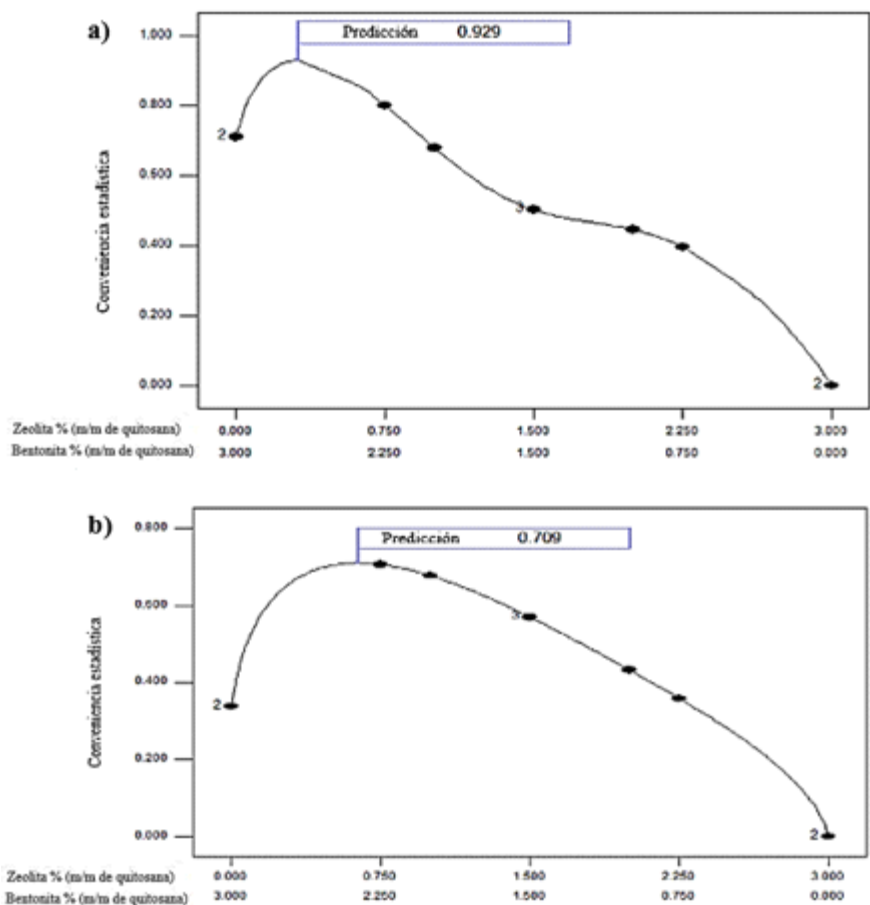 a)
Predicción 0.929
1.000
0.800
0.600
0.400
0.200
0.000
Conveniencia estadística
2
3
2
Zeolita % (m/m de quitosana) 0.000 0.750 1.500 2.250 3.000
Bentonita % (m/m de quitosana) 3.000 2.250 1.500 0.750 0.000
b)
Predicción 0.709
0.800
0.600
0.400
0.200
0.000
Conveniencia estadística
2
3
2
Zeolita % (m/m de quitosana) 0.000 0.750 1.500 2.250 3.000
Bentonita % (m/m de quitosana) 3.000 2.250 1.500 0.750 0.000